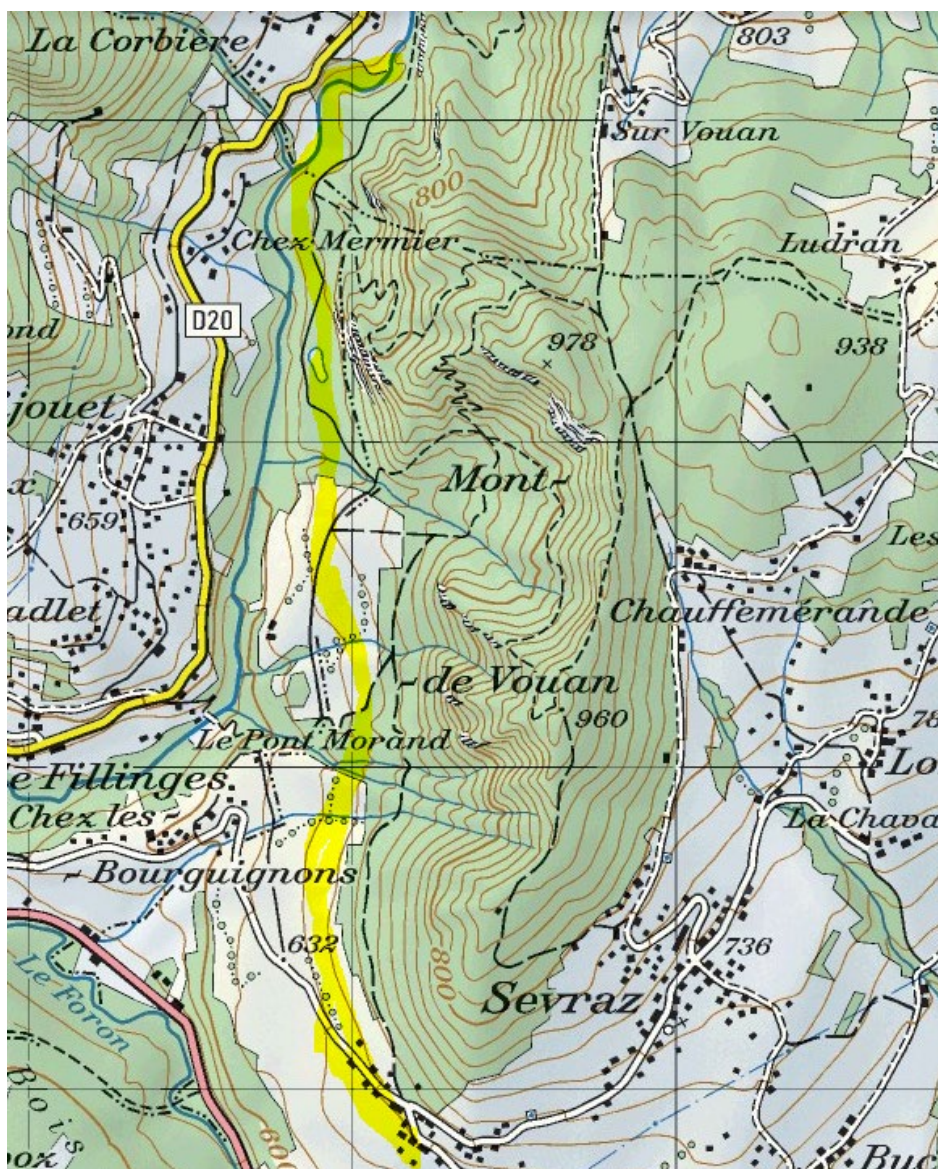 La Corbière
803
Sur Vouan
800
Chez Mermier
Ludran
ond
D20
978
938
jouet
x
Mont-
659
Les
adlet
Chauffemérande
-de Vouan
960
78
Le Pont Morand
e Fillinges
Lo
Chez les-
La Chava
- Bourguignons
632
736
800
Le Foron
Sevraz
Bois
600
oox
Buc